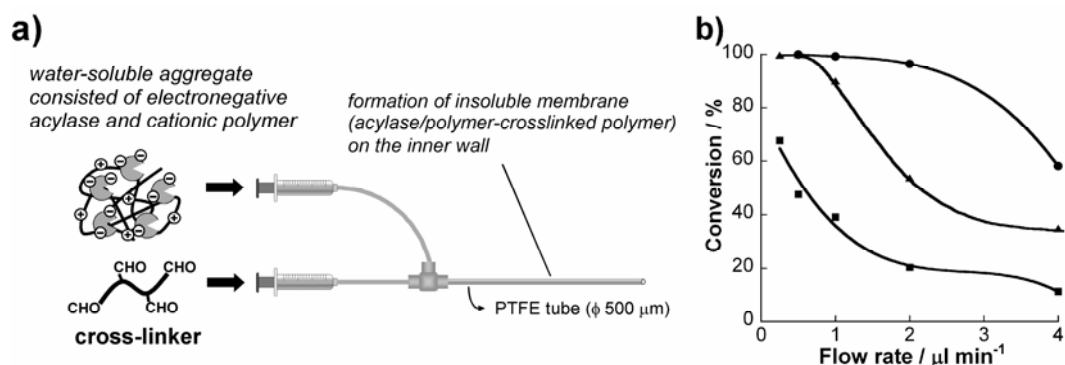 a)
water-soluble aggregate
consisted of electronegative
acylase and cationic polymer
formation of insoluble membrane
(acylase/polymer-crosslinked polymer)
on the inner wall
CHO CHO
CHO CHO
cross-linker
PTFE tube (ϕ 500 μm)
b)
Conversion / %
100
80
60
40
20
0
0 1 2 3 4
Flow rate / μl min⁻¹